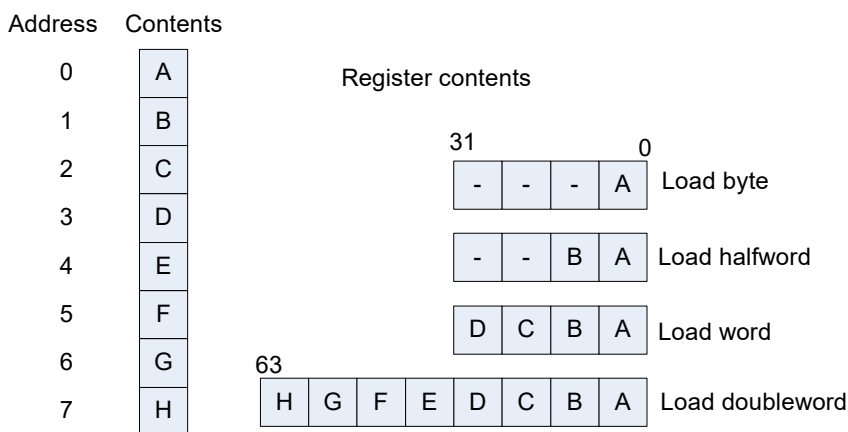 Address Contents
0 A
1 B
2 C
3 D
4 E
5 F
6 G
7 H
Register contents
31 0
- - - A Load byte
- - B A Load halfword
D C B A Load word
63
H G F E D C B A Load doubleword